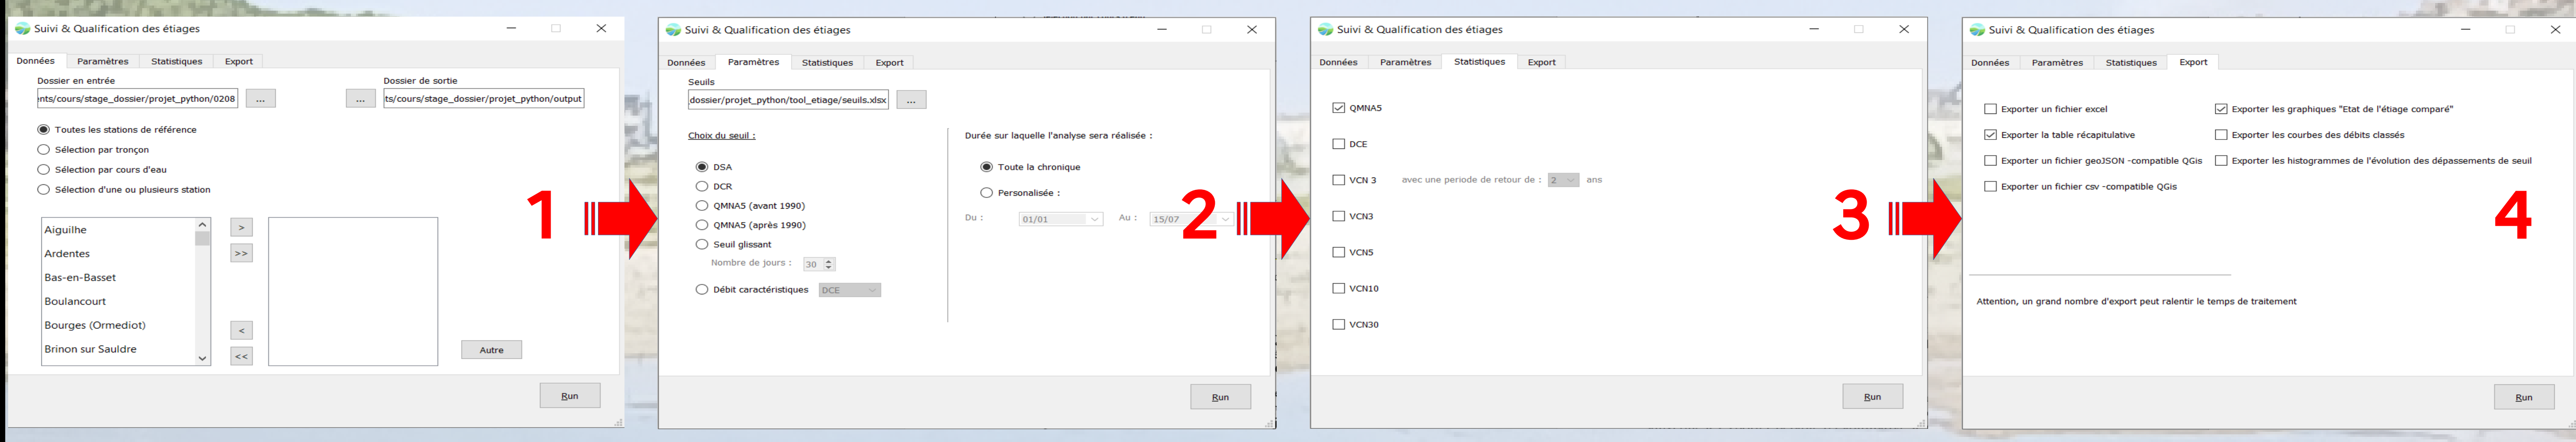 Suivi & Qualification des étiages
Données Paramètres Statistiques Export
Dossier en entrée Dossier de sortie
nts/cours/stage_dossier/projet_python/0208 ... ... ts/cours/stage_dossier/projet_python/output
Toutes les stations de référence
Sélection par tronçon
Sélection par cours d'eau
Sélection d'une ou plusieurs station
Aiguilhe >
Ardentes >>
Bas-en-Basset
Boulancourt
Bourges (Ormediot) <
Brinon sur Sauldre <<
Autre
Run
1
Suivi & Qualification des étiages
Données Paramètres Statistiques Export
Seuils
dossier/projet_python/tool_etiage/seuils.xlsx ...
Choix du seuil :
DSA
DCR
QMNA5 (avant 1990)
QMNA5 (après 1990)
Seuil glissant
Nombre de jours : 30
Débit caractéristiques DCE
Durée sur laquelle l'analyse sera réalisée :
Toute la chronique
Personalisée :
Du : 01/01 Au : 15/07
Run
2
Suivi & Qualification des étiages
Données Paramètres Statistiques Export
QMNA5
DCE
VCN 3 avec une periode de retour de : 2 ans
VCN3
VCN5
VCN10
VCN30
Run
3
Suivi & Qualification des étiages
Données Paramètres Statistiques Export
Exporter un fichier excel Exporter les graphiques "Etat de l'étiage comparé"
Exporter la table récapitulative Exporter les courbes des débits classés
Exporter un fichier geoJSON -compatible QGis Exporter les histogrammes de l'évolution des dépassements de seuil
Exporter un fichier csv -compatible QGis
4
Attention, un grand nombre d'export peut ralentir le temps de traitement
Run